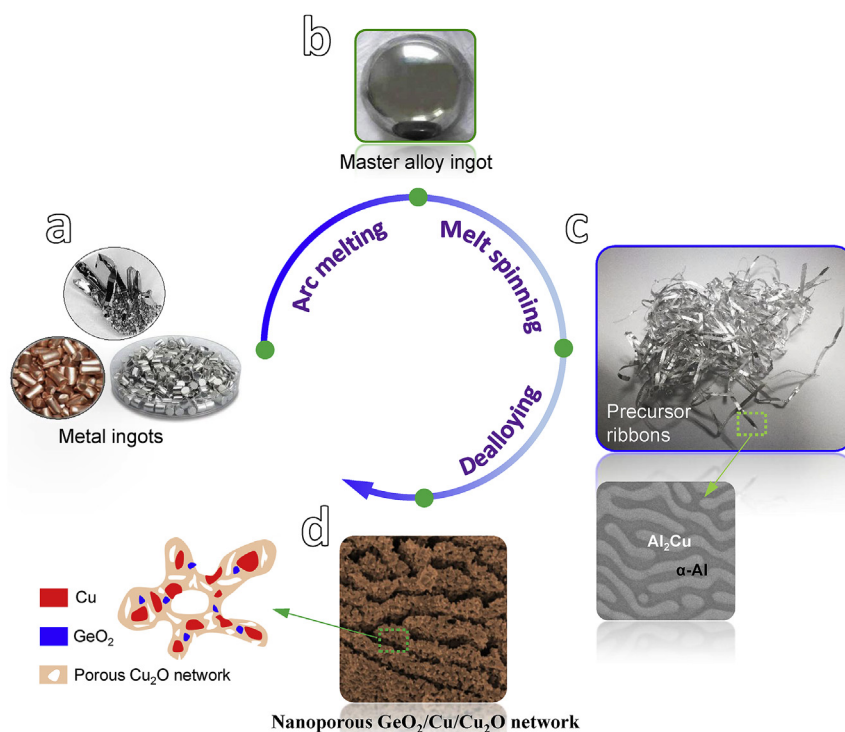 b
Master alloy ingot
a
Arc melting
Melt spinning
c
Metal ingots
Precursor
ribbons
Dealloying
d
Al₂Cu
α-Al
Cu
GeO₂
Porous Cu₂O network
Nanoporous GeO₂/Cu/Cu₂O network